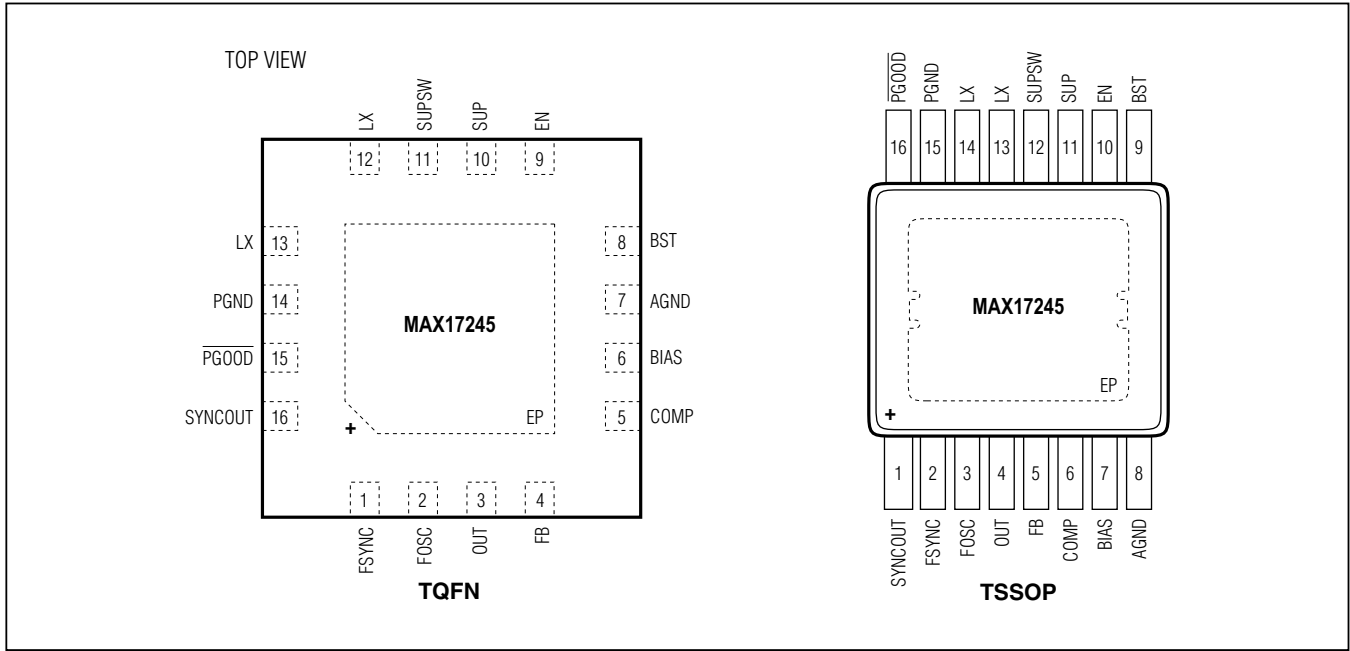 TOP VIEW
LX
SUPSW
SUP
EN
12
11
10
9
LX 13
PGND 14
PGOOD 15
SYNCOUT 16
8 BST
7 AGND
6 BIAS
5 COMP
MAX17245
EP
+
1
2
3
4
FSYNC
FOSC
OUT
FB
TQFN
PGOOD
PGND
LX
LX
SUPSW
SUP
EN
BST
16
15
14
13
12
11
10
9
MAX17245
EP
+
1
2
3
4
5
6
7
8
SYNCOUT
FSYNC
FOSC
OUT
FB
COMP
BIAS
AGND
TSSOP